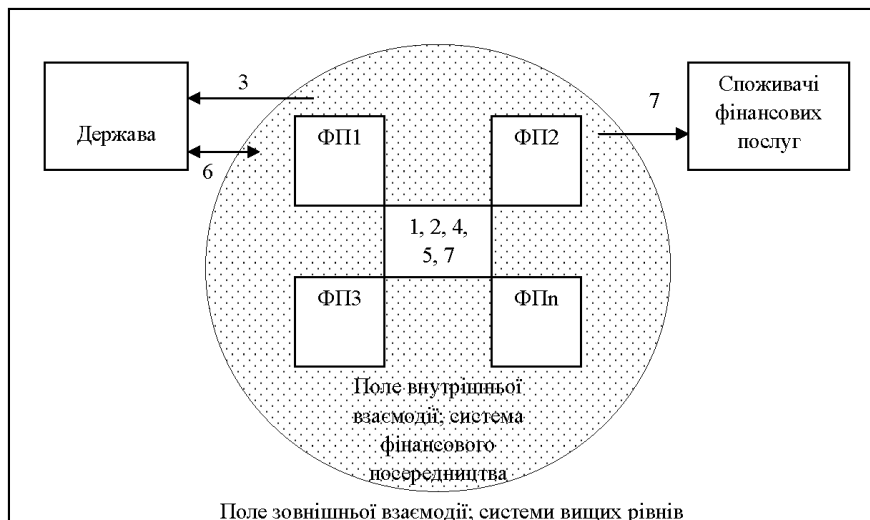 3
7
Споживачі
фінансових
послуг
Держава
ФП1
ФП2
6
1, 2, 4,
5, 7
ФП3
ФПn
Поле внутрішньої
взаємодії; система
фінансового
посередництва
Поле зовнішньої взаємодії; системи вищих рівнів